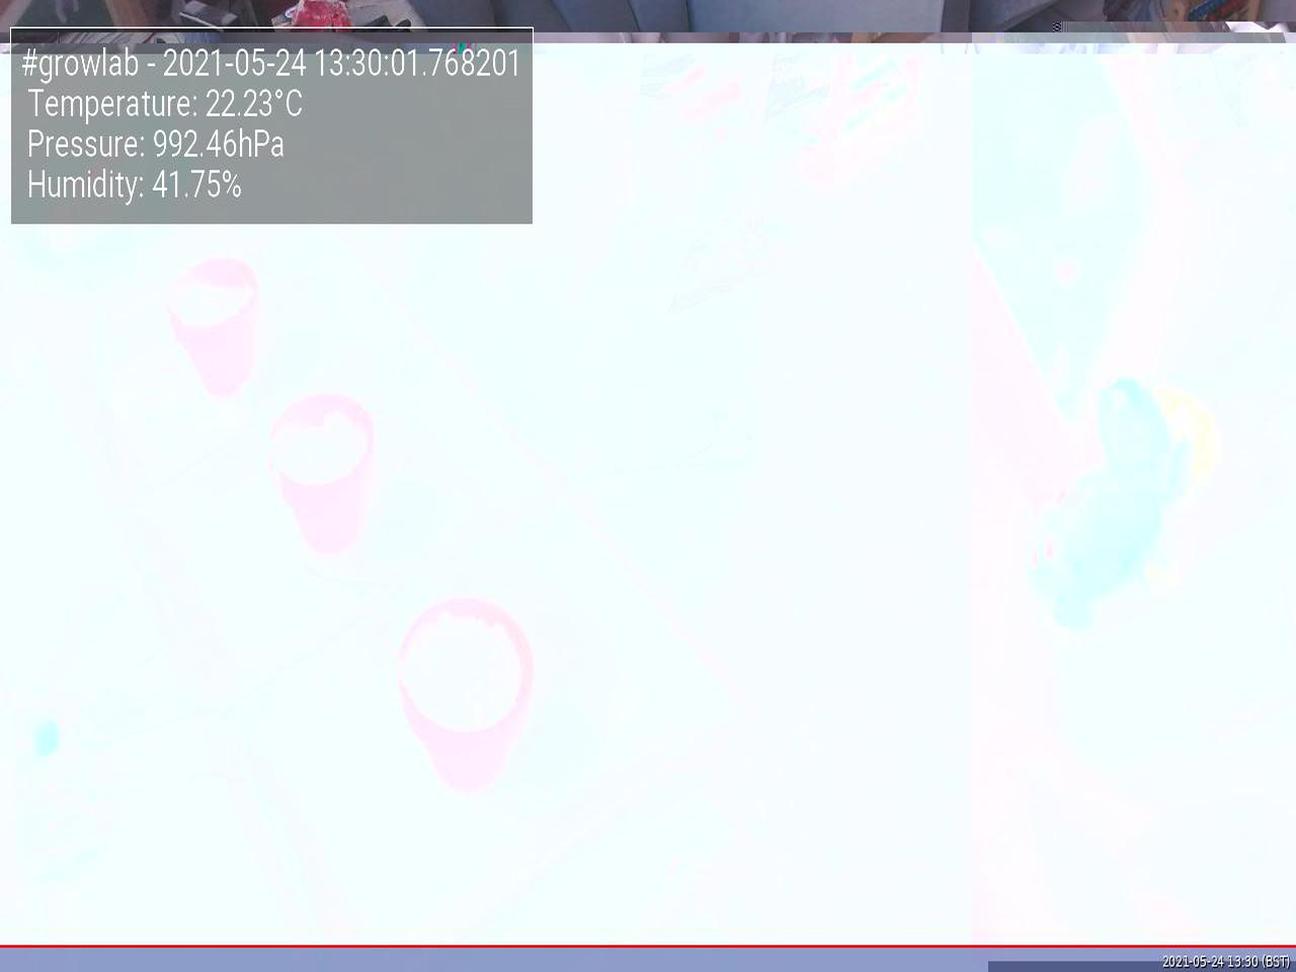 #growlab - 2021-05-24 13:30:01.768201
Temperature: 22.23°C
Pressure: 992.46hPa
Humidity: 41.75%
2021-05-24 13:30 (BST)